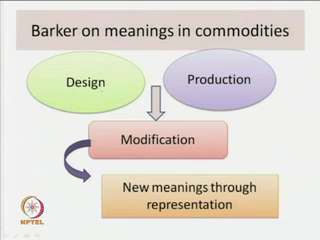 Barker on meanings in commodities
Design
Production
Modification
New meanings through
representation
NPTEL